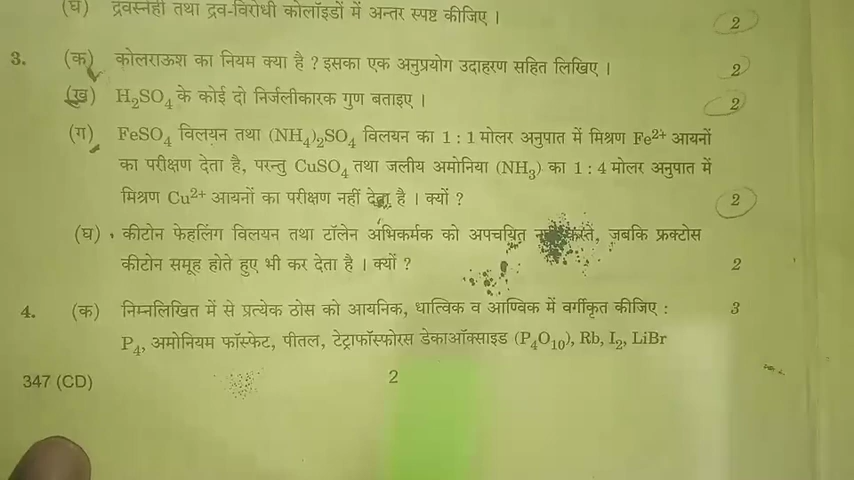 (घ) द्रवस्नेही तथा द्रव-विरोधी कोलॉइडों में अन्तर स्पष्ट कीजिए । 2
3. (क) कोलराऊश का नियम क्या है ? इसका एक अनुप्रयोग उदाहरण सहित लिखिए । 2
(ख) H₂SO₄ के कोई दो निर्जलीकारक गुण बताइए । 2
(ग) FeSO₄ विलयन तथा (NH₄)₂SO₄ विलयन का 1 : 1 मोलर अनुपात में मिश्रण Fe²⁺ आयनों
का परीक्षण देता है, परन्तु CuSO₄ तथा जलीय अमोनिया (NH₃) का 1 : 4 मोलर अनुपात में
मिश्रण Cu²⁺ आयनों का परीक्षण नहीं देता है । क्यों ? 2
(घ) कीटोन फेहलिंग विलयन तथा टॉलेन अभिकर्मक को अपचयित करते, जबकि फ्रक्टोस
कीटोन समूह होते हुए भी कर देता है । क्यों ? 2
4. (क) निम्नलिखित में से प्रत्येक ठोस को आयनिक, धात्विक व आण्विक में वर्गीकृत कीजिए : 3
P₄, अमोनियम फॉस्फेट, पीतल, टेट्राफॉस्फोरस डेकाऑक्साइड (P₄O₁₀), Rb, I₂, LiBr
347 (CD) 2